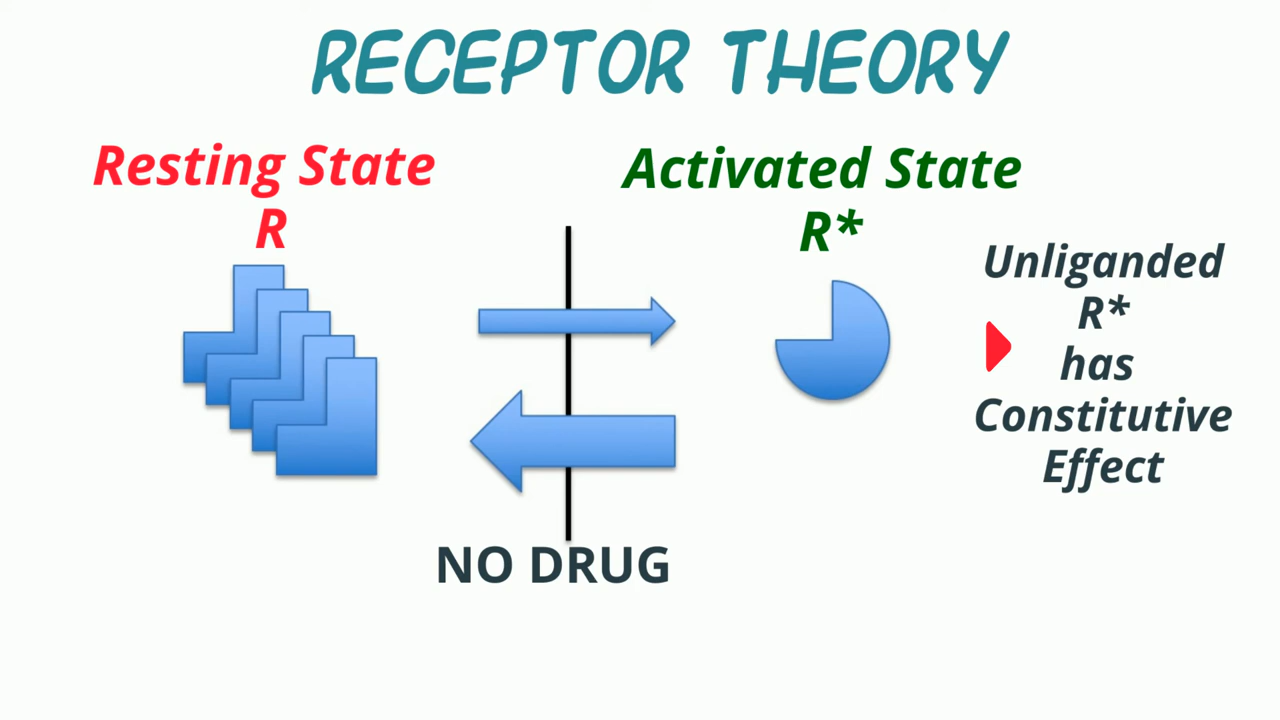 RECEPTOR THEORY
Resting State
R
Activated State
R*
Unliganded
R*
has
Constitutive
Effect
NO DRUG